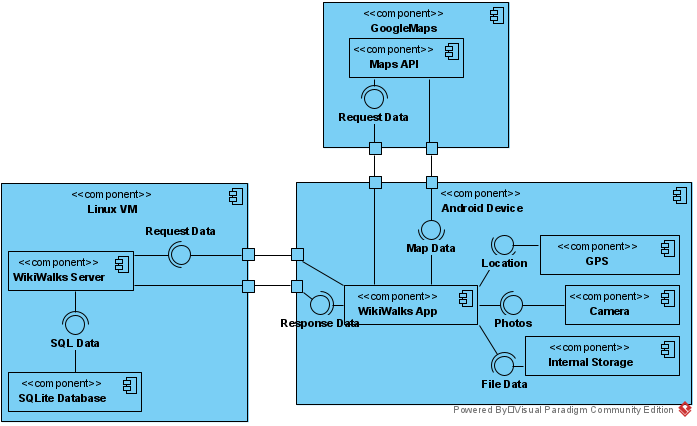 <<component>>
GoogleMaps
<<component>>
Maps API
Request Data
<<component>>
Linux VM
Request Data
<<component>>
WikiWalks Server
SQL Data
<<component>>
SQLite Database
<<component>>
Android Device
Map Data
Location
<<component>>
GPS
Response Data
<<component>>
WikiWalks App
Photos
<<component>>
Camera
File Data
<<component>>
Internal Storage
Powered By Visual Paradigm Community Edition